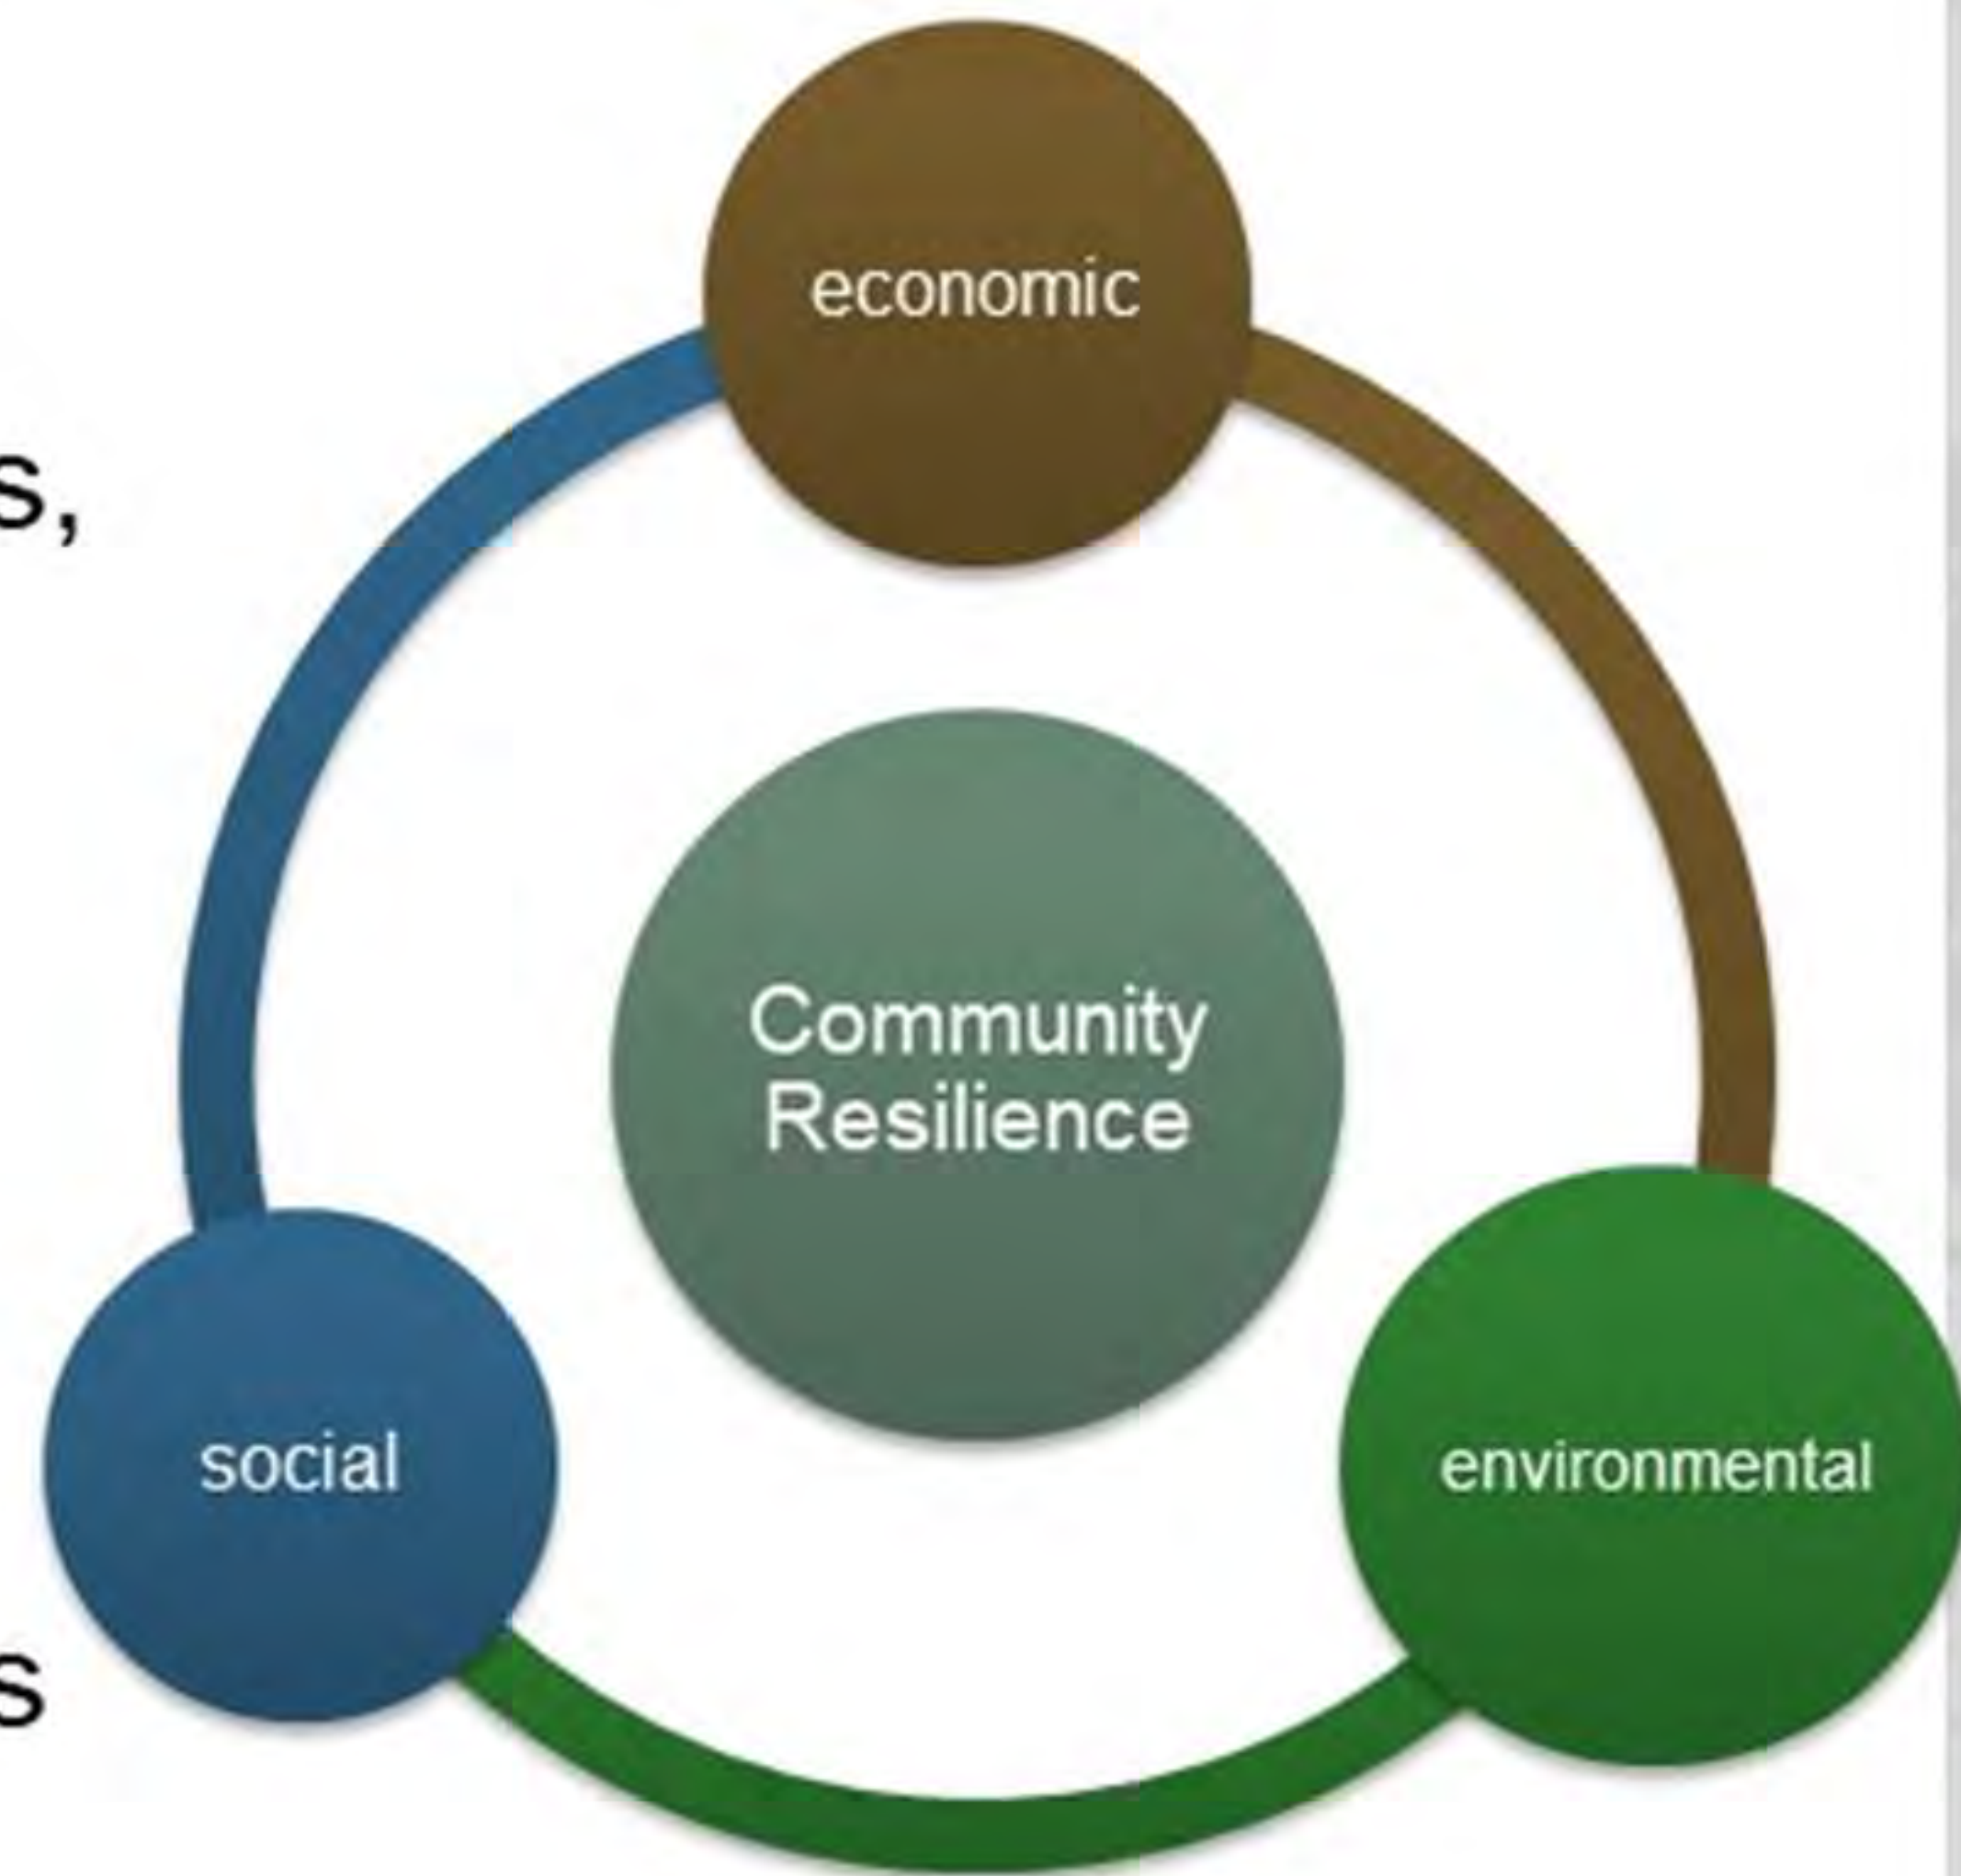 economic
s,
Community
Resilience
social
environmental
s